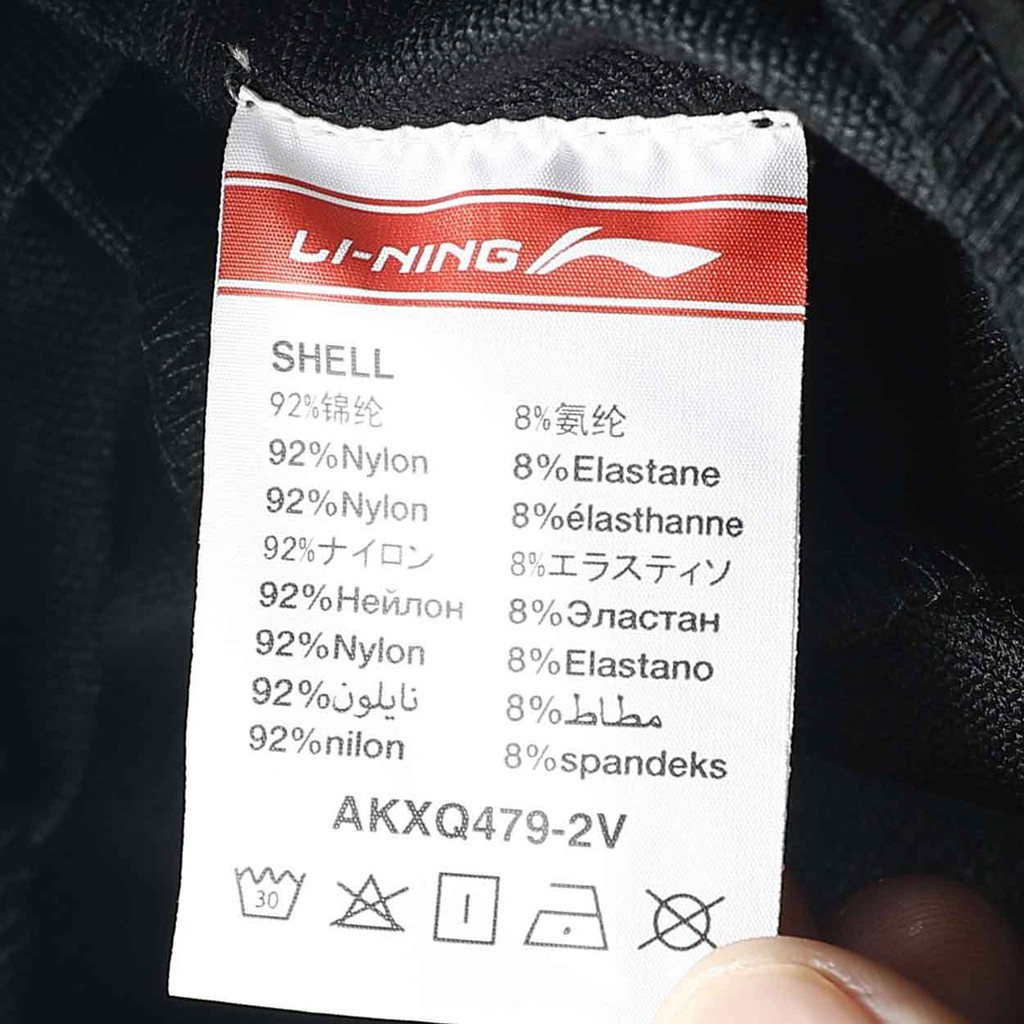 LI-NING
SHELL
92%锦纶 8%氨纶
92%Nylon 8%Elastane
92%Nylon 8%élasthanne
92%ナイロン 8%エラスティソ
92%Нейлон 8%Эластан
92%Nylon 8%Elastano
92%نايلون 8%مطاط
92%nilon 8%spandeks
AKXQ479-2V
30